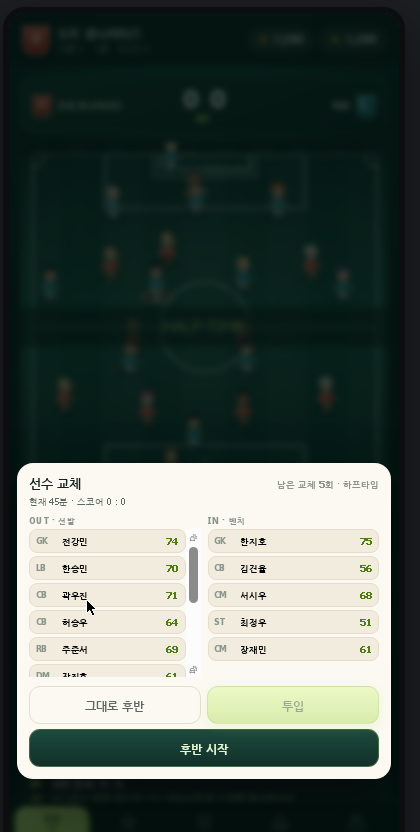 0 0
선수 교체
남은 교체 5회 · 하프타임
현재 45분 · 스코어 0 : 0
OUT · 선발
IN · 벤치
GK 전강민 74
GK 한지호 75
LB 한승민 70
CB 김건율 56
CB 곽우진 71
CM 서시우 68
CB 허승우 64
ST 최정우 51
RB 주준서 69
CM 장재민 61
DM 61
그대로 후반
투입
후반 시작